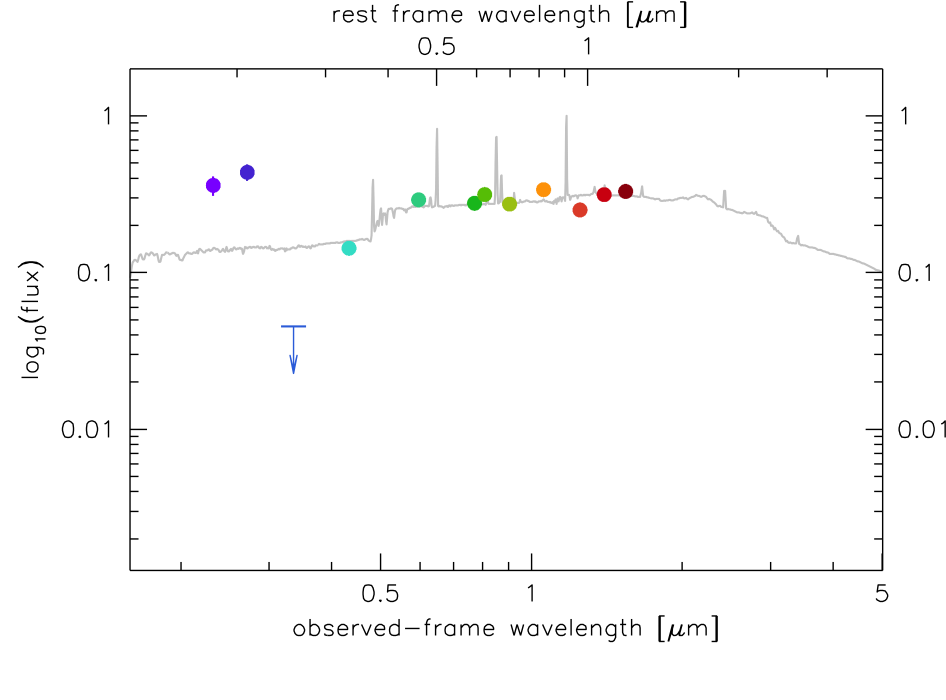 rest frame wavelength [μm]
0.5 1
1 1
0.1 0.1
0.01 0.01
log10(flux)
0.5 1 5
observed-frame wavelength [μm]